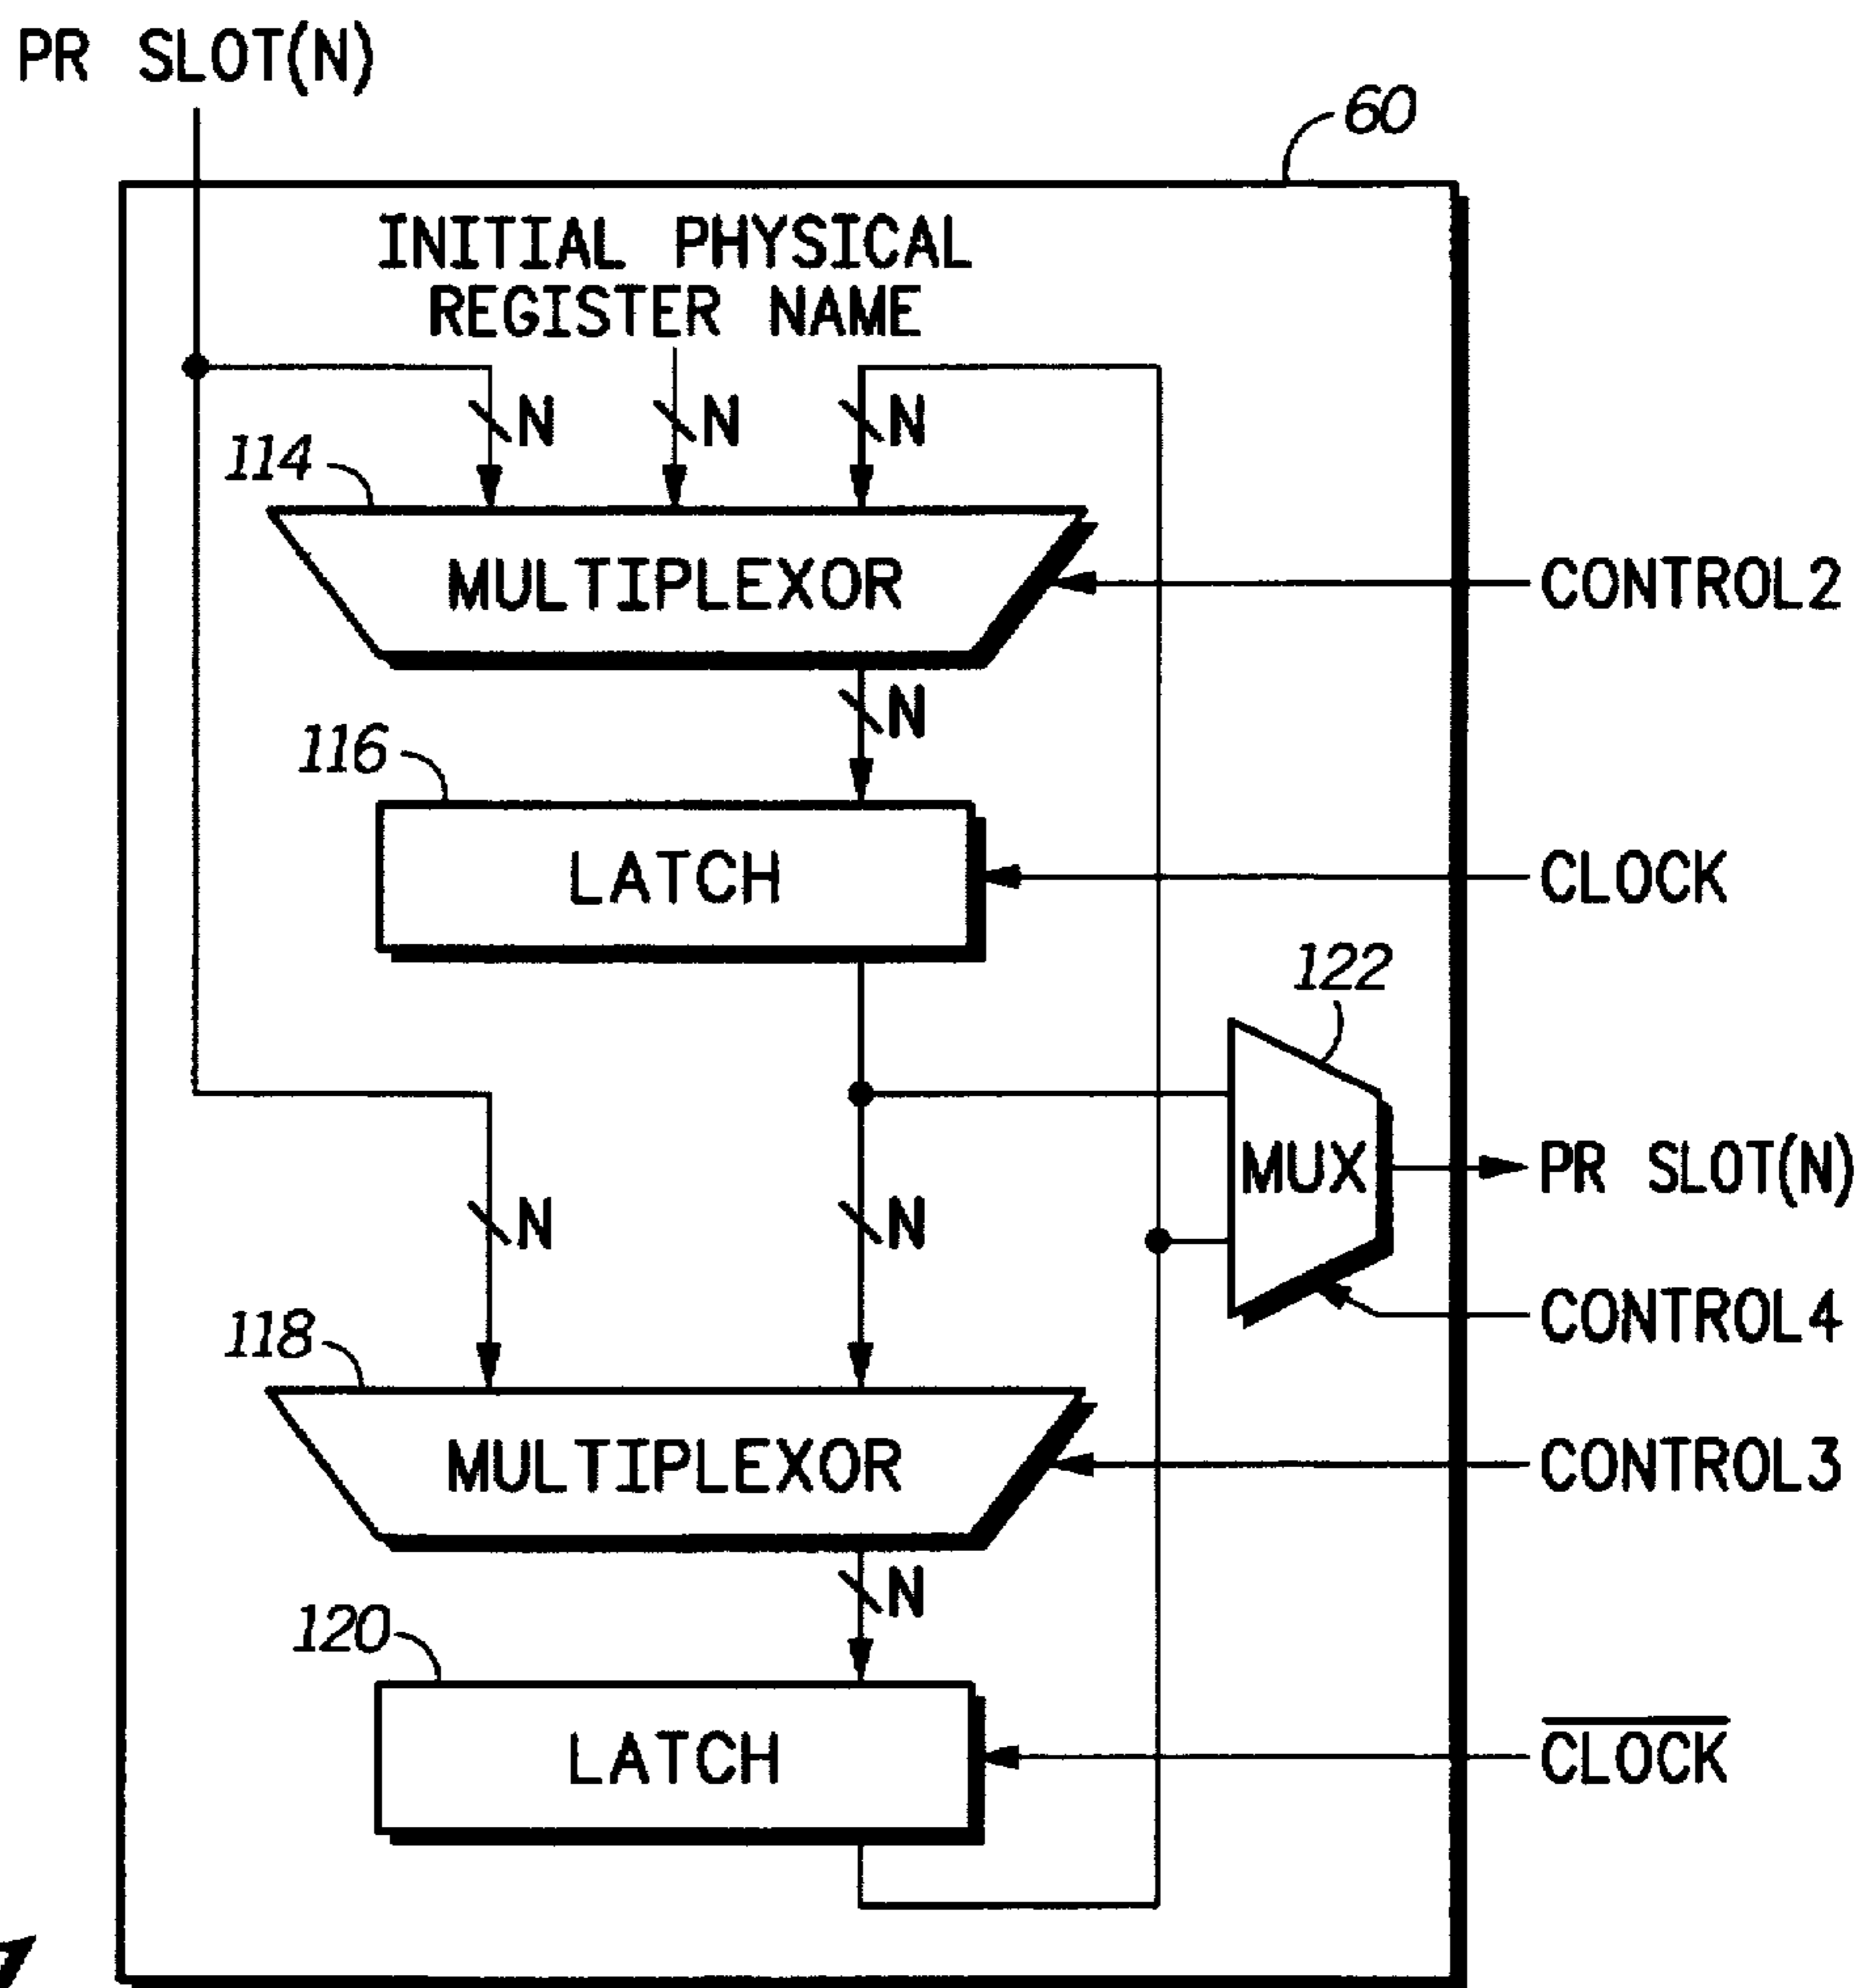 PR SLOT(N)
60
INITIAL PHYSICAL
REGISTER NAME
N
N
N
114
MULTIPLEXOR
CONTROL2
N
116
LATCH
CLOCK
122
MUX
PR SLOT(N)
N
N
CONTROL4
118
MULTIPLEXOR
CONTROL3
N
120
LATCH
CLOCK